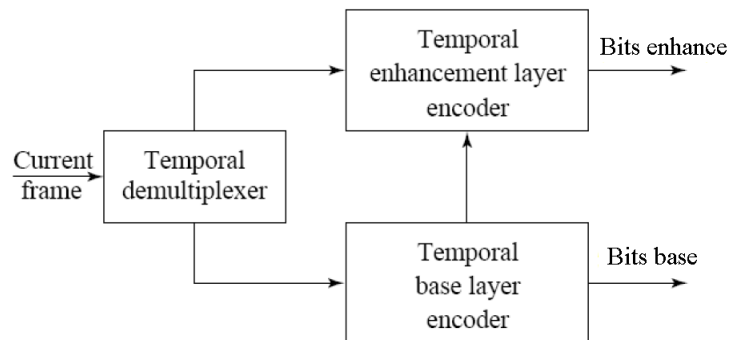 Temporal
enhancement layer
encoder
Bits enhance
Current
frame
Temporal
demultiplexer
Temporal
base layer
encoder
Bits base